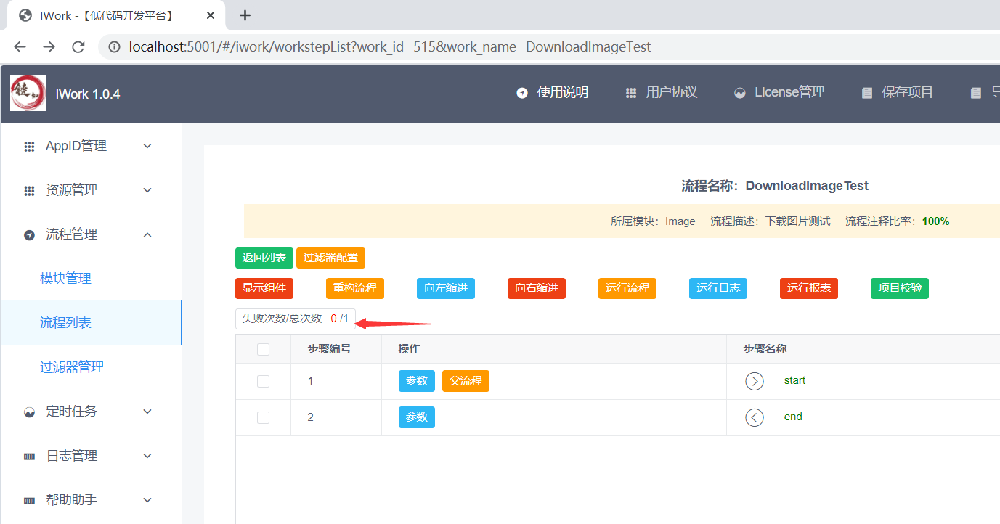 IWork -【低代码开发平台】
localhost:5001/#/iwork/workstepList?work_id=515&work_name=DownloadImageTest
IWork 1.0.4 使用说明 用户协议 License管理 保存项目
AppID管理
资源管理
流程管理
模块管理
流程列表
过滤器管理
定时任务
日志管理
帮助助手
流程名称：DownloadImageTest
所属模块：Image 流程描述：下载图片测试 流程注释比率：100%
返回列表 过滤器配置
显示组件 重构流程 向左缩进 向右缩进 运行流程 运行日志 运行报表 项目校验
失败次数/总次数 0 /1
步骤编号 操作 步骤名称
1 参数 父流程 start
2 参数 end